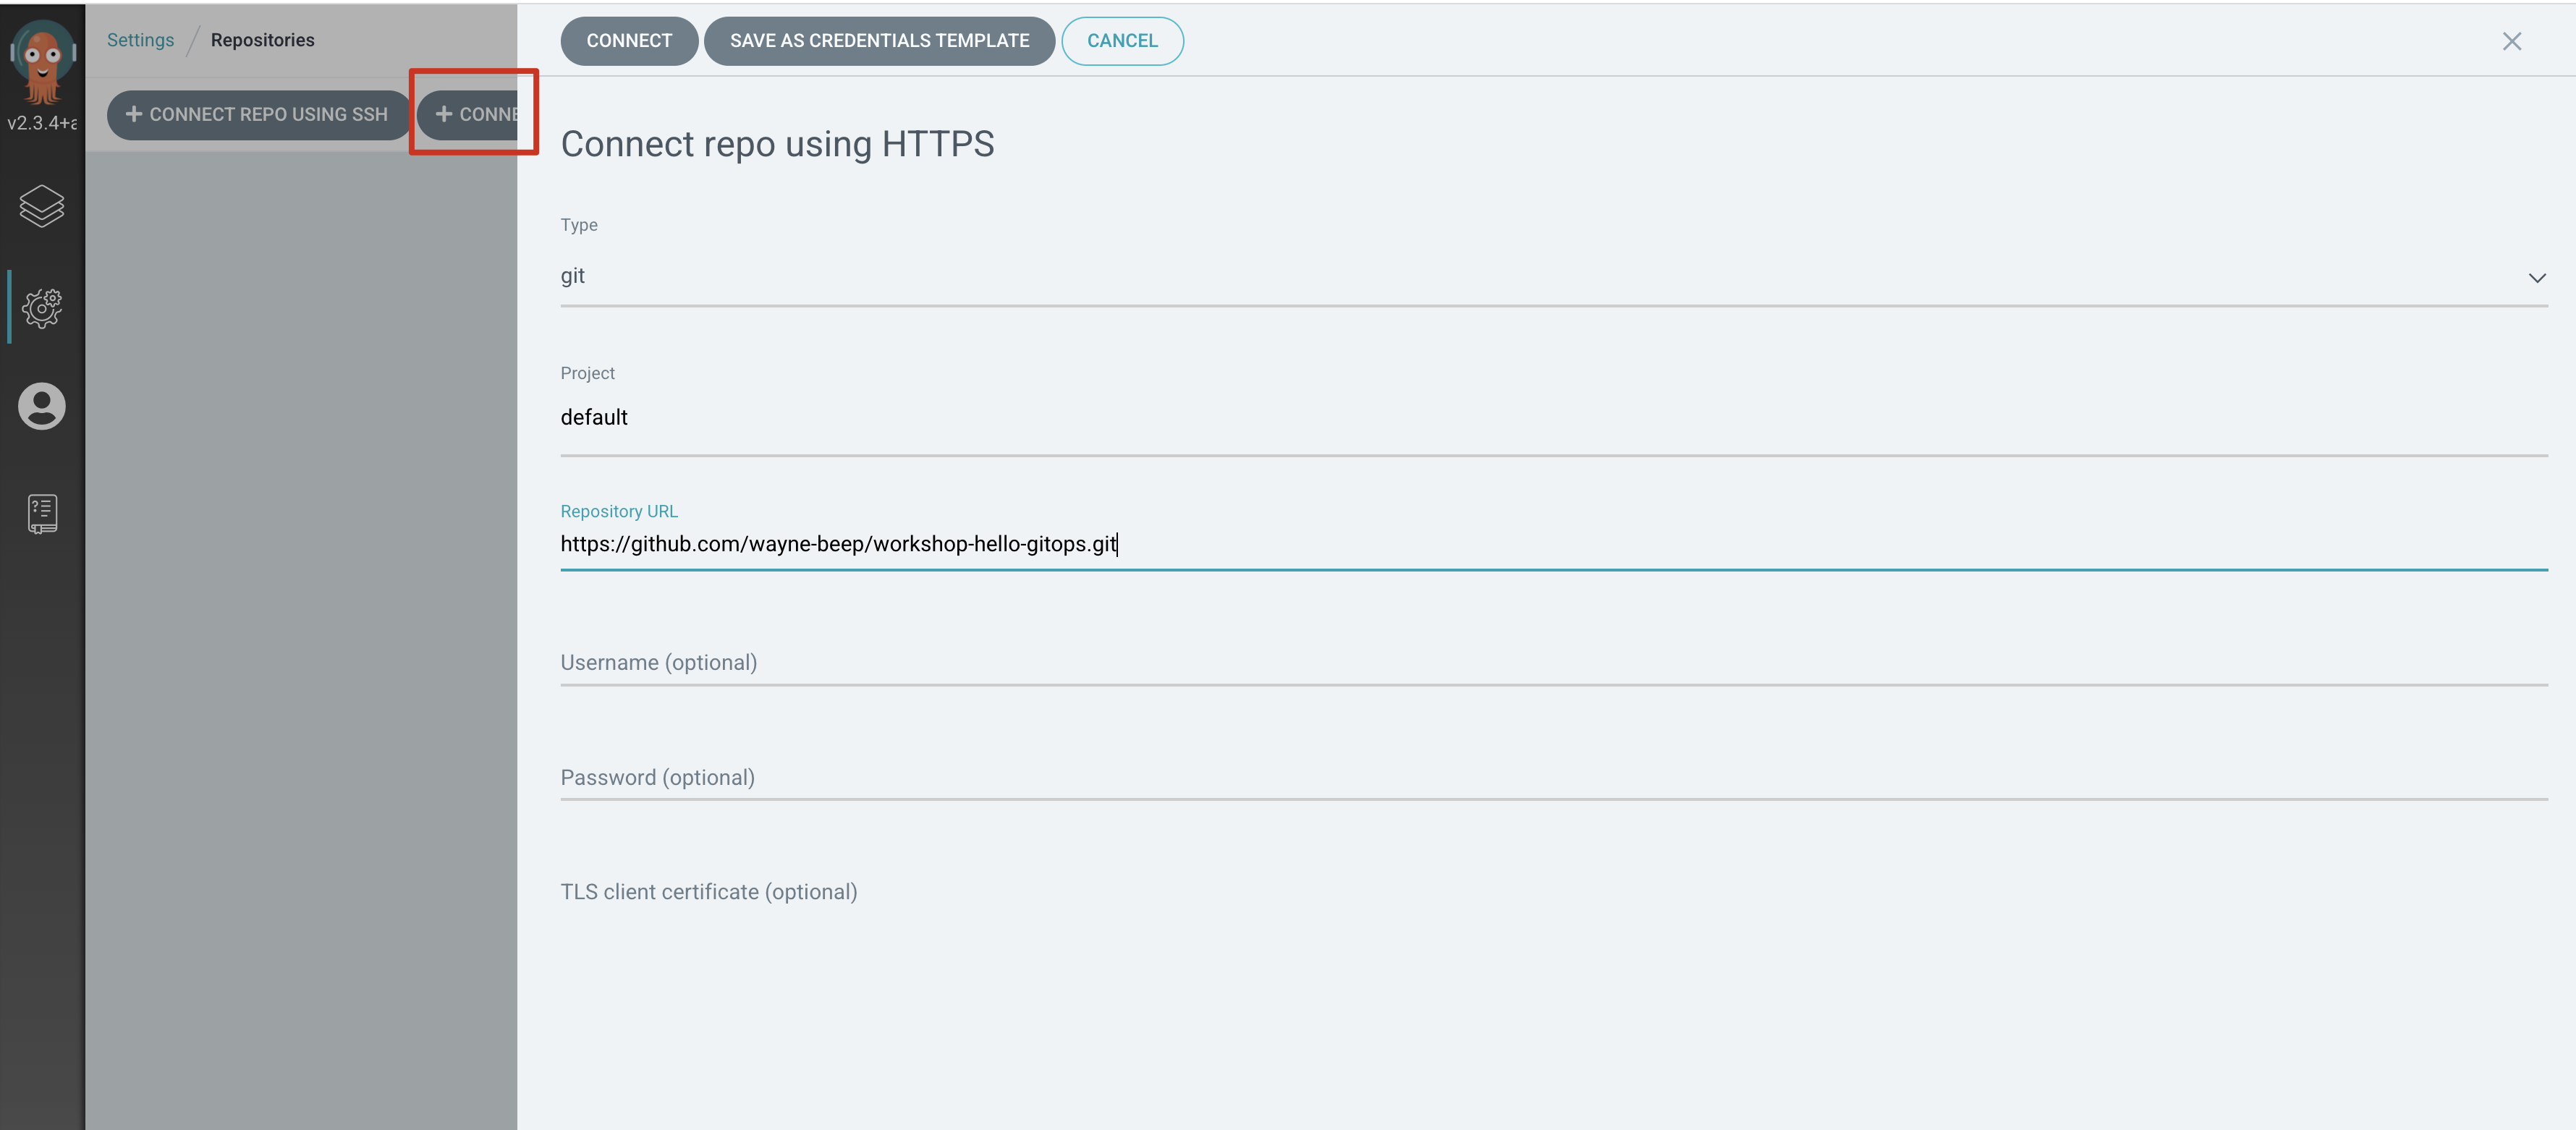 Settings / Repositories
CONNECT
SAVE AS CREDENTIALS TEMPLATE
CANCEL
+ CONNECT REPO USING SSH
+ CONNE
v2.3.4+a
Connect repo using HTTPS
Type
git
Project
default
Repository URL
https://github.com/wayne-beep/workshop-hello-gitops.git
Username (optional)
Password (optional)
TLS client certificate (optional)